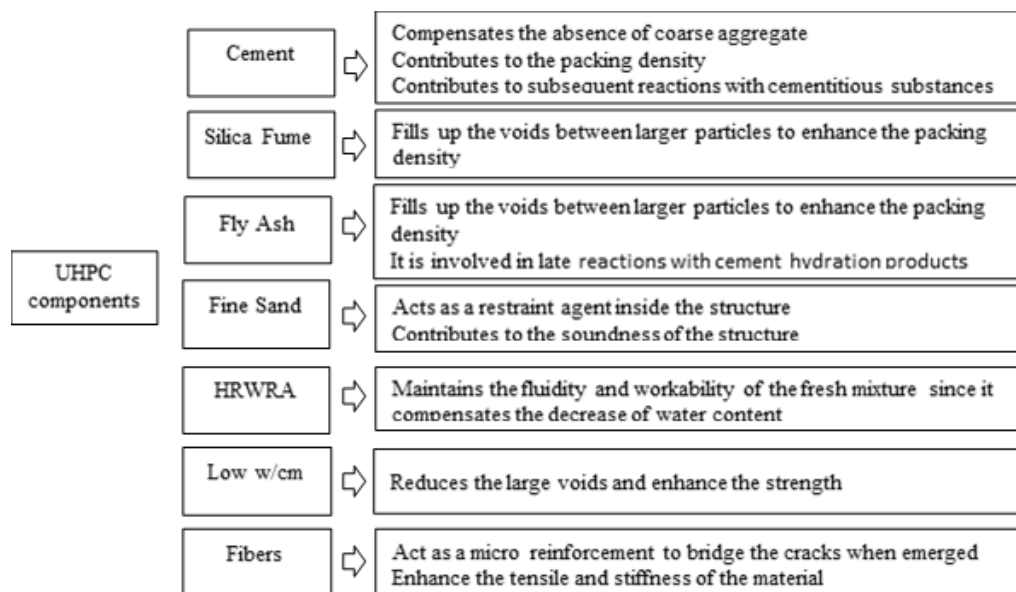 UHPC
components
Cement
Compensates the absence of coarse aggregate
Contributes to the packing density
Contributes to subsequent reactions with cementitious substances
Silica Fume
Fills up the voids between larger particles to enhance the packing
density
Fly Ash
Fills up the voids between larger particles to enhance the packing
density
It is involved in late reactions with cement hydration products
Fine Sand
Acts as a restraint agent inside the structure
Contributes to the soundness of the structure
HRWRA
Maintains the fluidity and workability of the fresh mixture since it
compensates the decrease of water content
Low w/cm
Reduces the large voids and enhance the strength
Fibers
Act as a micro reinforcement to bridge the cracks when emerged
Enhance the tensile and stiffness of the material